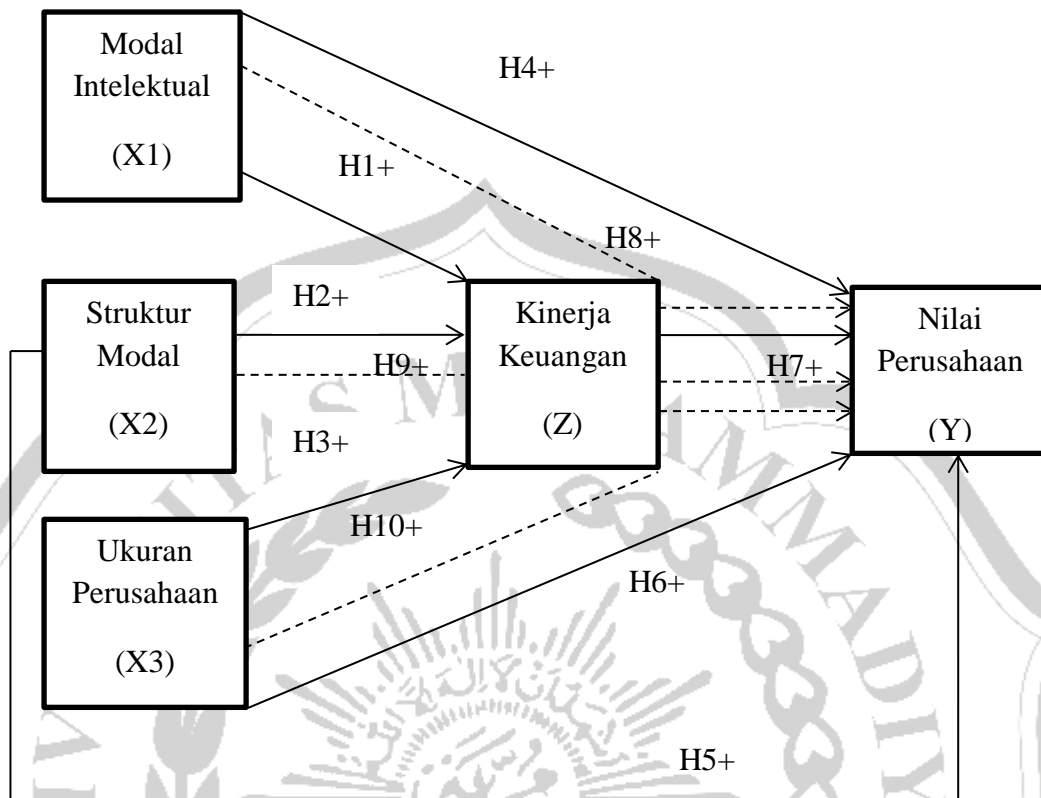 Modal
Intelektual
(X1)
H4+
H1+
H8+
Struktur
Modal
(X2)
H2+
H9+
H3+
Kinerja
Keuangan
(Z)
H7+
Nilai
Perusahaan
(Y)
Ukuran
Perusahaan
(X3)
H10+
H6+
H5+